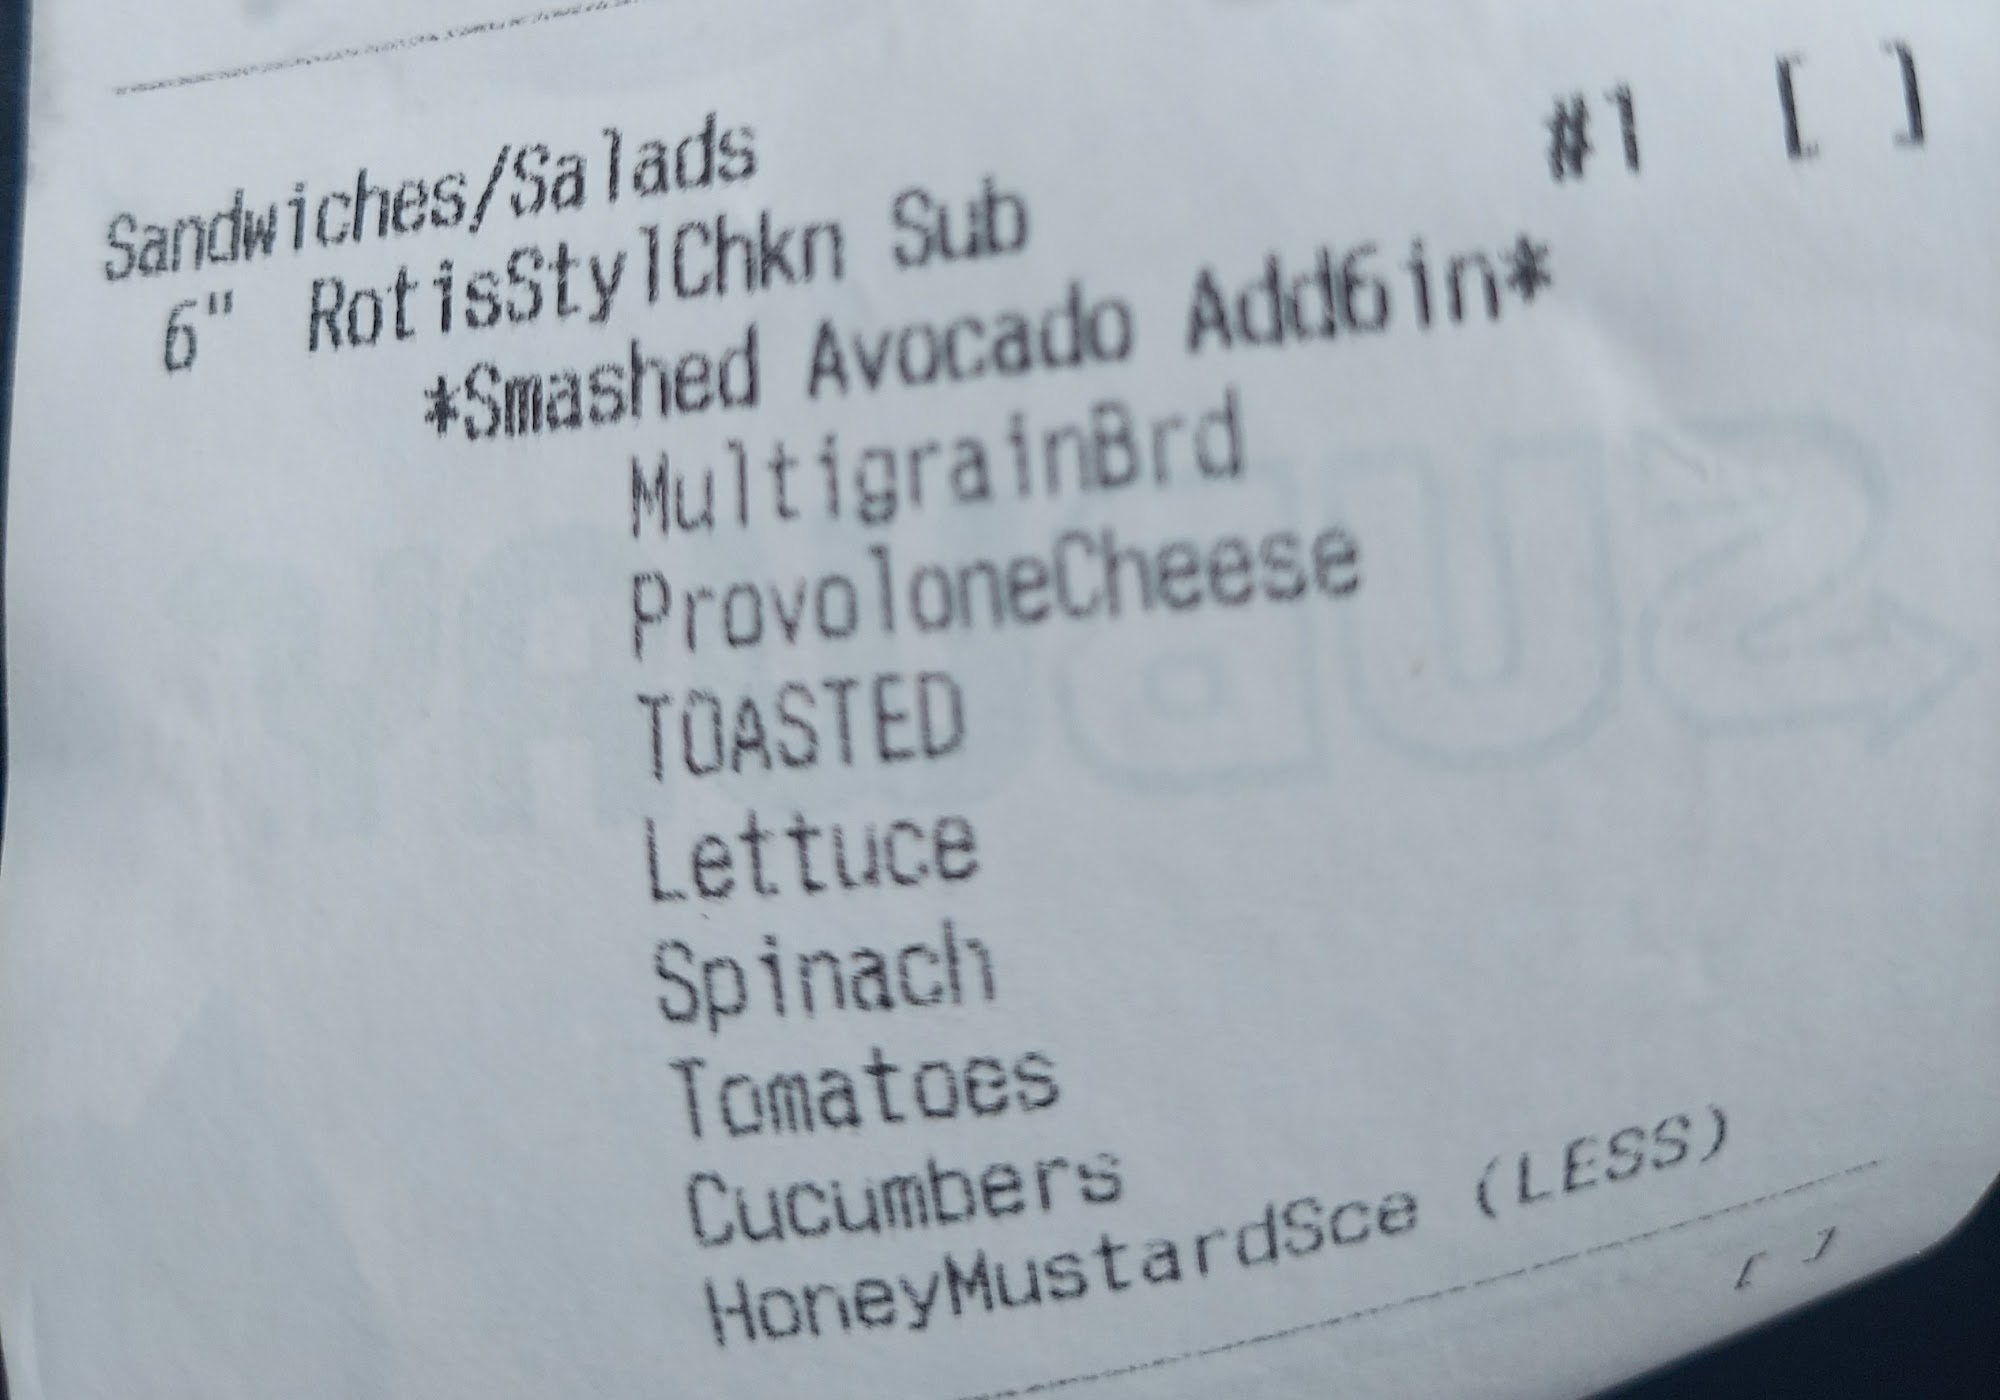 Sandwiches/Salads #1 [ ]
6" RotisStylChkn Sub
*Smashed Avocado Add6in*
MultigrainBrd
ProvoloneCheese
TOASTED
Lettuce
Spinach
Tomatoes
Cucumbers
HoneyMustardSce (LESS)
[ ]